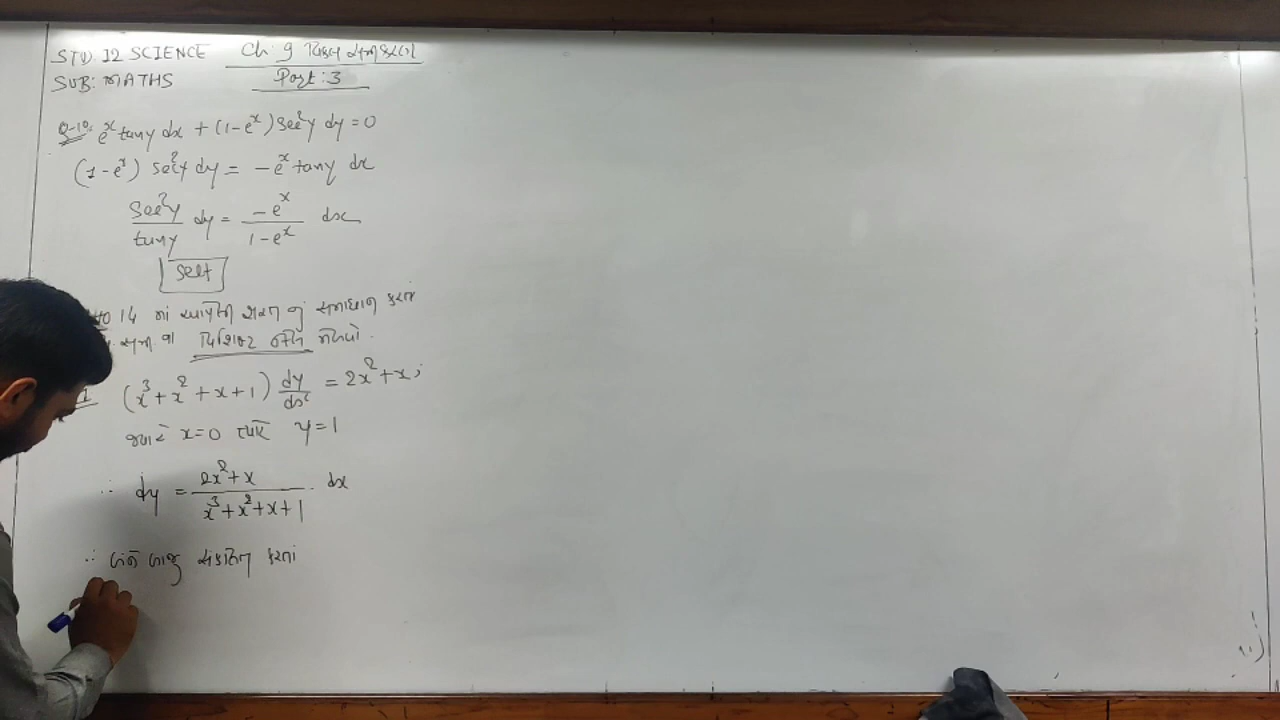 STD: 12 SCIENCE Ch: 9 વિકલ સમીકરણો
SUB: MATHS Part: 3
Q-10: e^x tany dx + (1-e^x) sec²y dy = 0
(1-e^x) sec²y dy = -e^x tany dx
sec²y/tany dy = -e^x/1-e^x dx
Self
to 14 માં આપેલી શરત નું સમાધાન કરતા
સમી નો વિશિષ્ટ ઉકેલ મેળવો.
(x³ + x² + x + 1) dy/dx = 2x² + x ;
જ્યારે x=0 ત્યારે y=1
∴ dy = 2x²+x/x³+x²+x+1 dx
∴ બંને બાજુ સંકલન કરતાં